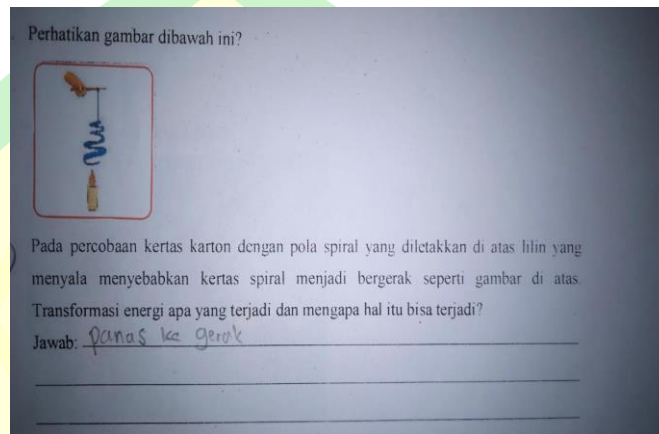 Perhatikan gambar dibawah ini?
Pada percobaan kertas karton dengan pola spiral yang diletakkan di atas lilin yang
menyala menyebabkan kertas spiral menjadi bergerak seperti gambar di atas.
Transformasi energi apa yang terjadi dan mengapa hal itu bisa terjadi?
Jawab: panas ke gerak